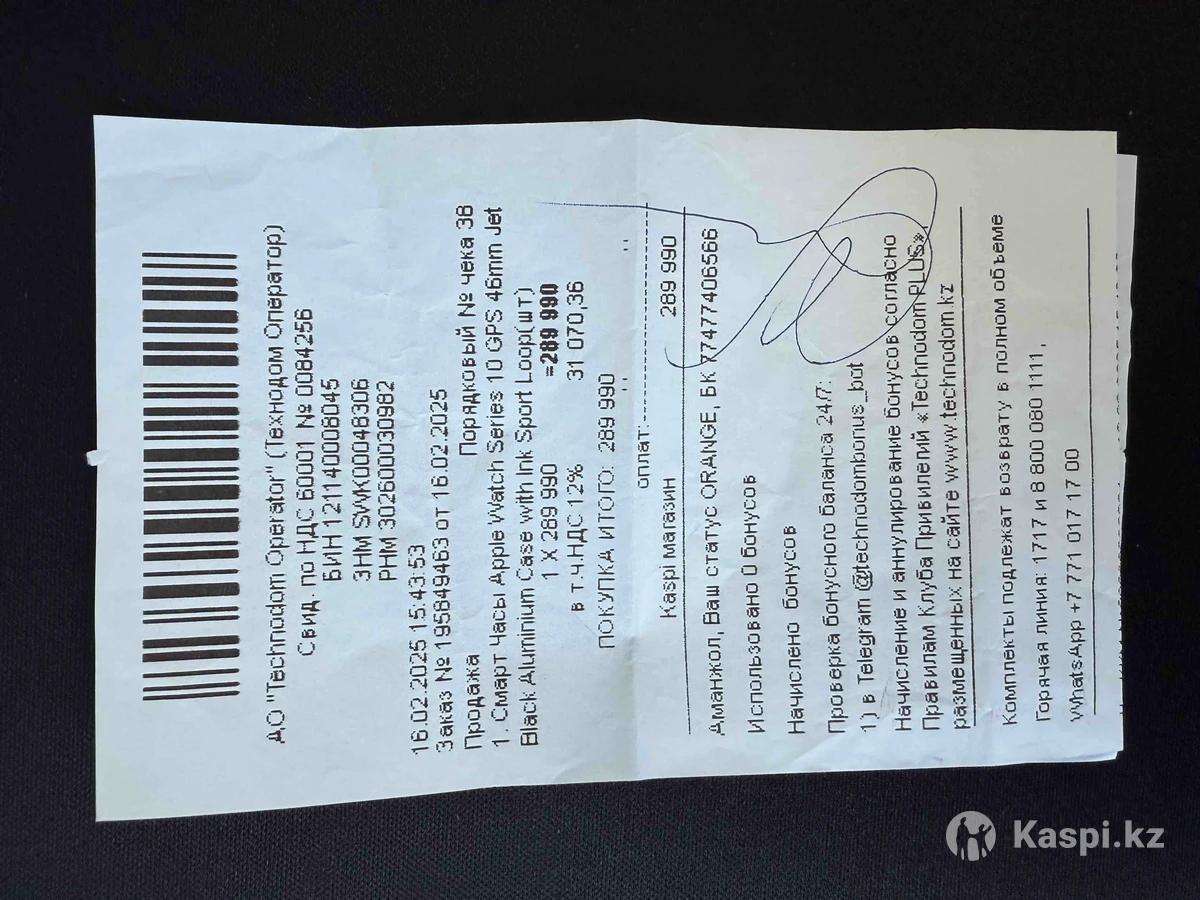 ДО "Technodom Operator" (Технодом Оператор)
Свид. по НДС 60001 № 0084256
БИН 121140008045
ЗНМ SWK00048306
РНМ 302600030982
16.02.2025 15:43:53
Заказ № 195849463 от 16.02.2025
Продажа Порядковый № чека 38
1. Смарт Часы Apple Watch Series 10 GPS 46mm Jet
Black Aluminium Case with Ink Sport Loop(шт)
1 X 289 990 =289 990
в т.ч.НДС 12% 31 070,36
ПОКУПКА ИТОГО: 289 990
оплат:
Kaspi магазин 289 990
Аманжол, Ваш статус ORANGE, БК 77477406566
Использовано 0 бонусов
Начислено бонусов
Проверка бонусного баланса 24/7:
1) в Telegram @technodombonus_bot
Начисление и аннулирование бонусов согласно
Правилам Клуба Привилегий «Technodom PLUS»,
размещенных на сайте www.technodom.kz
Комплекты подлежат возврату в полном объеме
Горячая линия: 1717 и 8 800 080 1111,
WhatsApp +7 771 017 17 00
Kaspi.kz